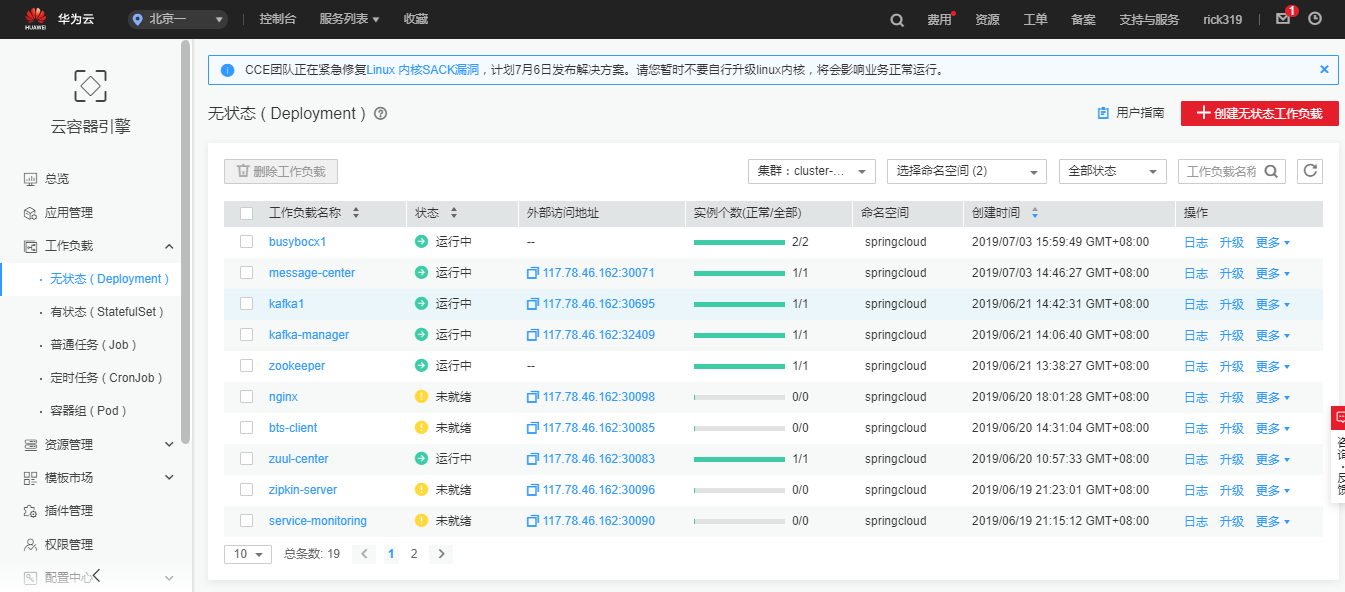 HUAWEI 华为云 北京一 控制台 服务列表 收藏 费用 资源 工单 备案 支持与服务 rick319 1
CCE团队正在紧急修复Linux 内核SACK漏洞，计划7月6日发布解决方案。请您暂时不要自行升级linux内核，将会影响业务正常运行。
云容器引擎
总览
应用管理
工作负载
· 无状态 ( Deployment )
· 有状态 ( StatefulSet )
· 普通任务 ( Job )
· 定时任务 ( CronJob )
· 容器组 ( Pod )
资源管理
模板市场
插件管理
权限管理
配置中心
无状态 ( Deployment ) ?
用户指南 创建无状态工作负载
删除工作负载 集群：cluster-... 选择命名空间 (2) 全部状态 工作负载名称
工作负载名称 状态 外部访问地址 实例个数(正常/全部) 命名空间 创建时间 操作
busybocx1 运行中 -- 2/2 springcloud 2019/07/03 15:59:49 GMT+08:00 日志 升级 更多
message-center 运行中 117.78.46.162:30071 1/1 springcloud 2019/07/03 14:46:27 GMT+08:00 日志 升级 更多
kafka1 运行中 117.78.46.162:30695 1/1 springcloud 2019/06/21 14:42:31 GMT+08:00 日志 升级 更多
kafka-manager 运行中 117.78.46.162:32409 1/1 springcloud 2019/06/21 14:06:40 GMT+08:00 日志 升级 更多
zookeeper 运行中 -- 1/1 springcloud 2019/06/21 13:38:27 GMT+08:00 日志 升级 更多
nginx 未就绪 117.78.46.162:30098 0/0 springcloud 2019/06/20 18:01:28 GMT+08:00 日志 升级 更多
bts-client 未就绪 117.78.46.162:30085 0/0 springcloud 2019/06/20 14:31:04 GMT+08:00 日志 升级 更多
zuul-center 运行中 117.78.46.162:30083 1/1 springcloud 2019/06/20 10:57:33 GMT+08:00 日志 升级 更多
zipkin-server 未就绪 117.78.46.162:30096 0/0 springcloud 2019/06/19 21:23:01 GMT+08:00 日志 升级 更多
service-monitoring 未就绪 117.78.46.162:30090 0/0 springcloud 2019/06/19 21:15:12 GMT+08:00 日志 升级 更多
10 总条数: 19 1 2